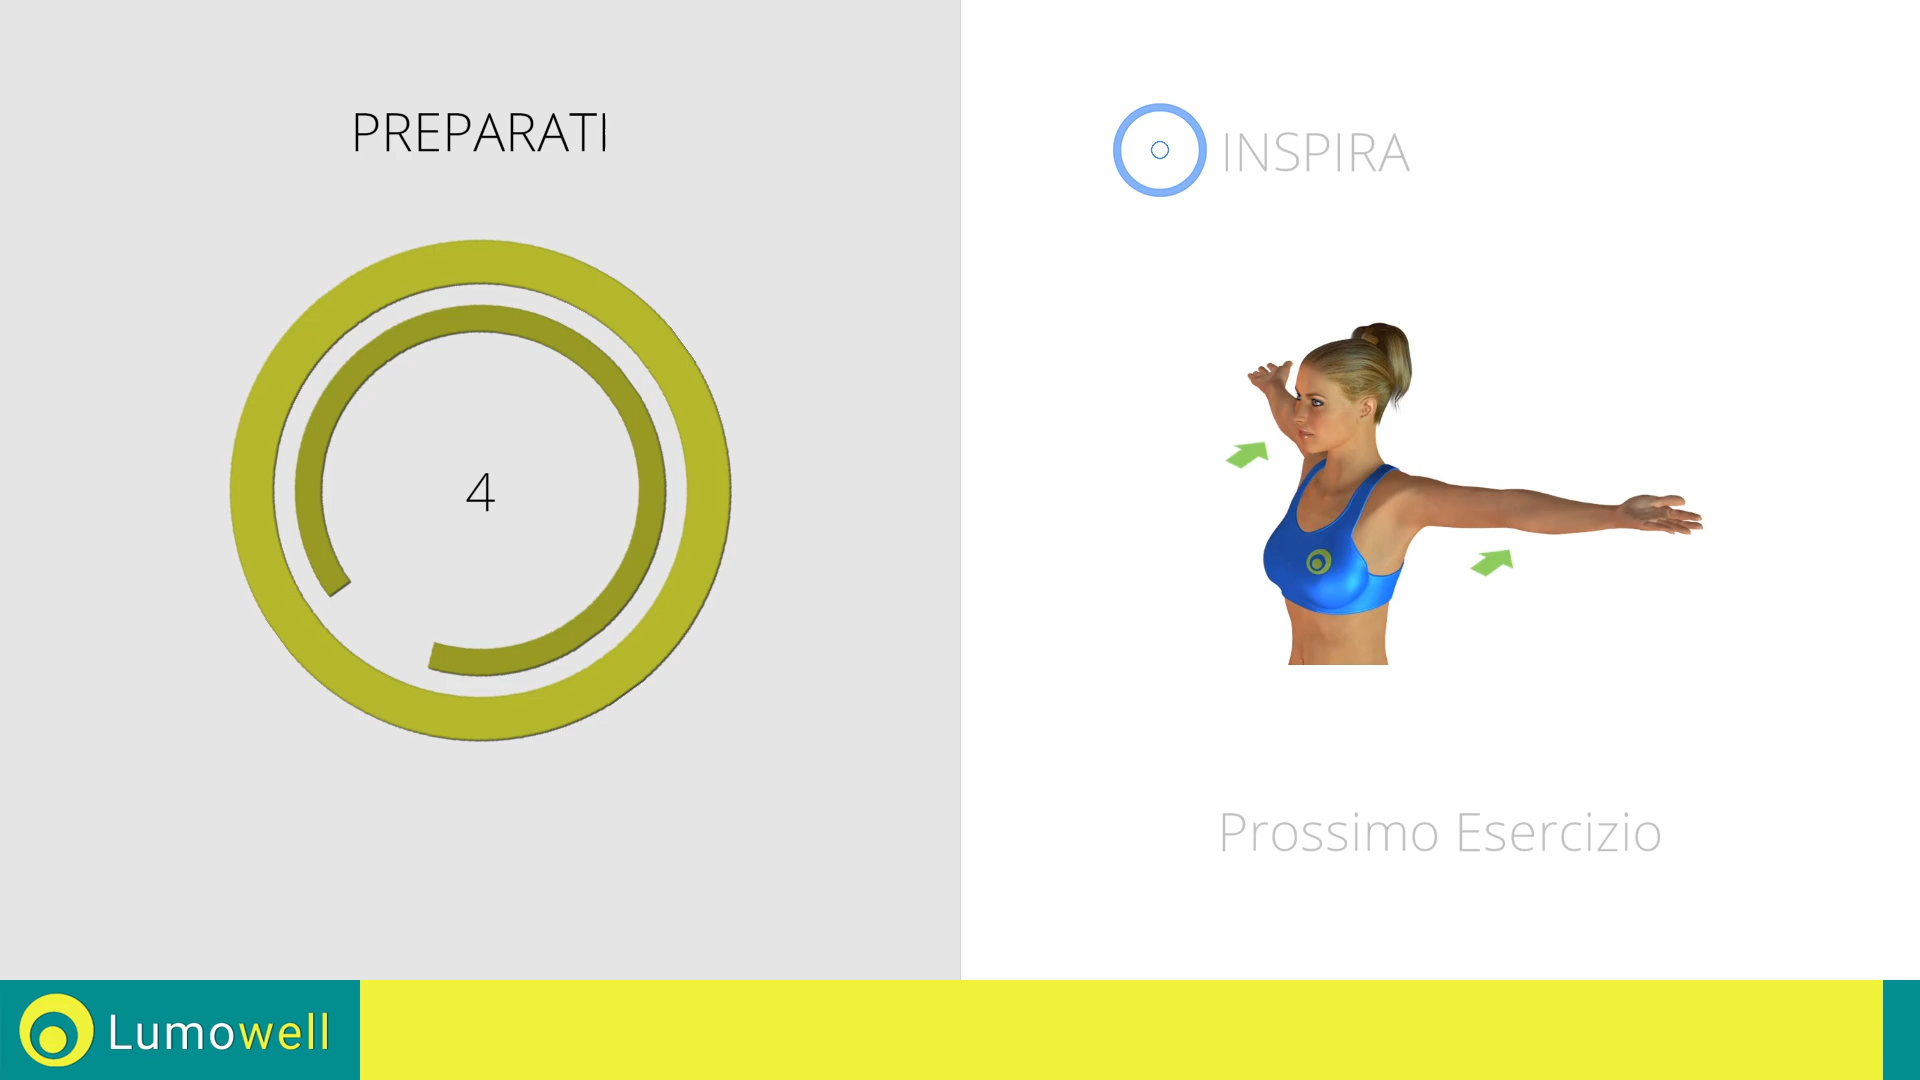 PREPARATI
4
INSPIRA
Prossimo Esercizio
Lumowell